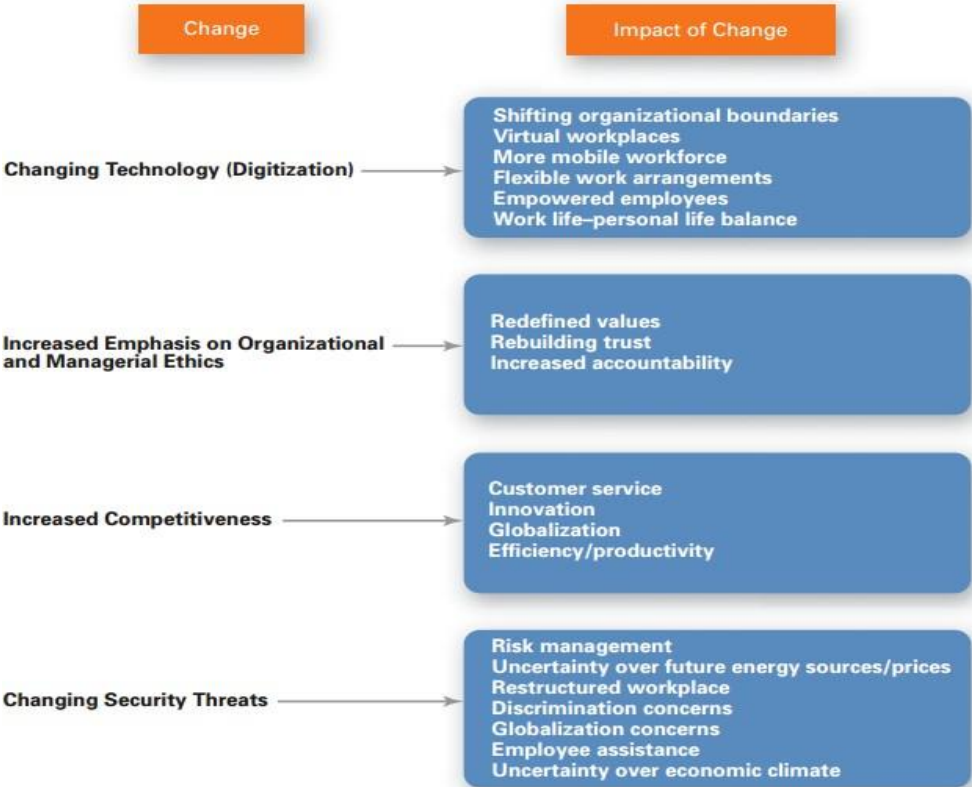 Change
Impact of Change
Changing Technology (Digitization)
Shifting organizational boundaries
Virtual workplaces
More mobile workforce
Flexible work arrangements
Empowered employees
Work life–personal life balance
Increased Emphasis on Organizational
and Managerial Ethics
Redefined values
Rebuilding trust
Increased accountability
Increased Competitiveness
Customer service
Innovation
Globalization
Efficiency/productivity
Changing Security Threats
Risk management
Uncertainty over future energy sources/prices
Restructured workplace
Discrimination concerns
Globalization concerns
Employee assistance
Uncertainty over economic climate